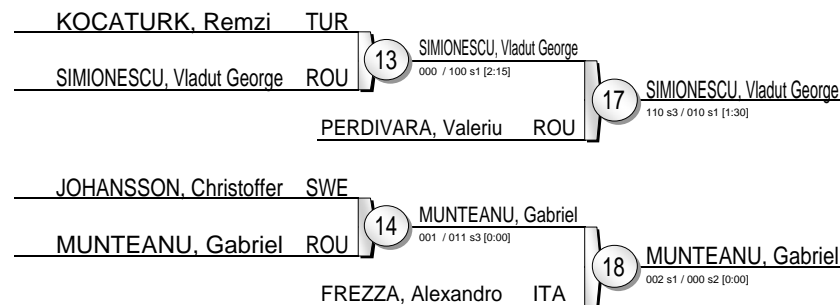 KOCATURK, Remzi TUR
13 SIMIONESCU, Vladut George
000 / 100 s1 [2:15]
SIMIONESCU, Vladut George ROU
17 SIMIONESCU, Vladut George
110 s3 / 010 s1 [1:30]
PERDIVARA, Valeriu ROU
JOHANSSON, Christoffer SWE
14 MUNTEANU, Gabriel
001 / 011 s3 [0:00]
MUNTEANU, Gabriel ROU
18 MUNTEANU, Gabriel
002 s1 / 000 s2 [0:00]
FREZZA, Alexandro ITA